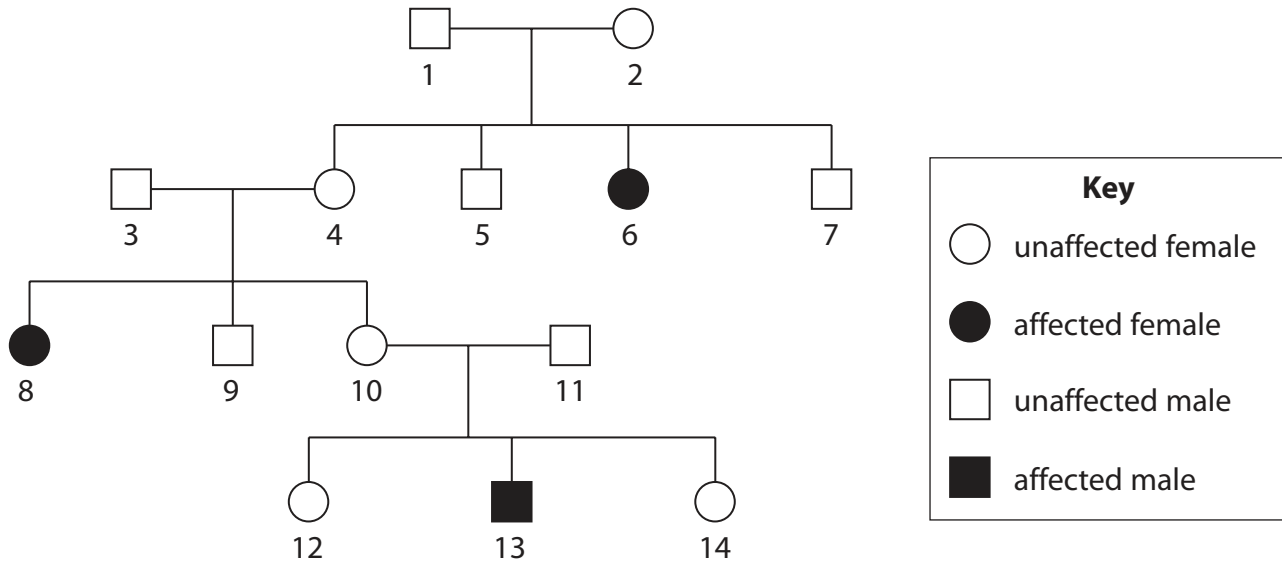 1 2
3 4 5 6 7
8 9 10 11
12 13 14
Key
unaffected female
affected female
unaffected male
affected male